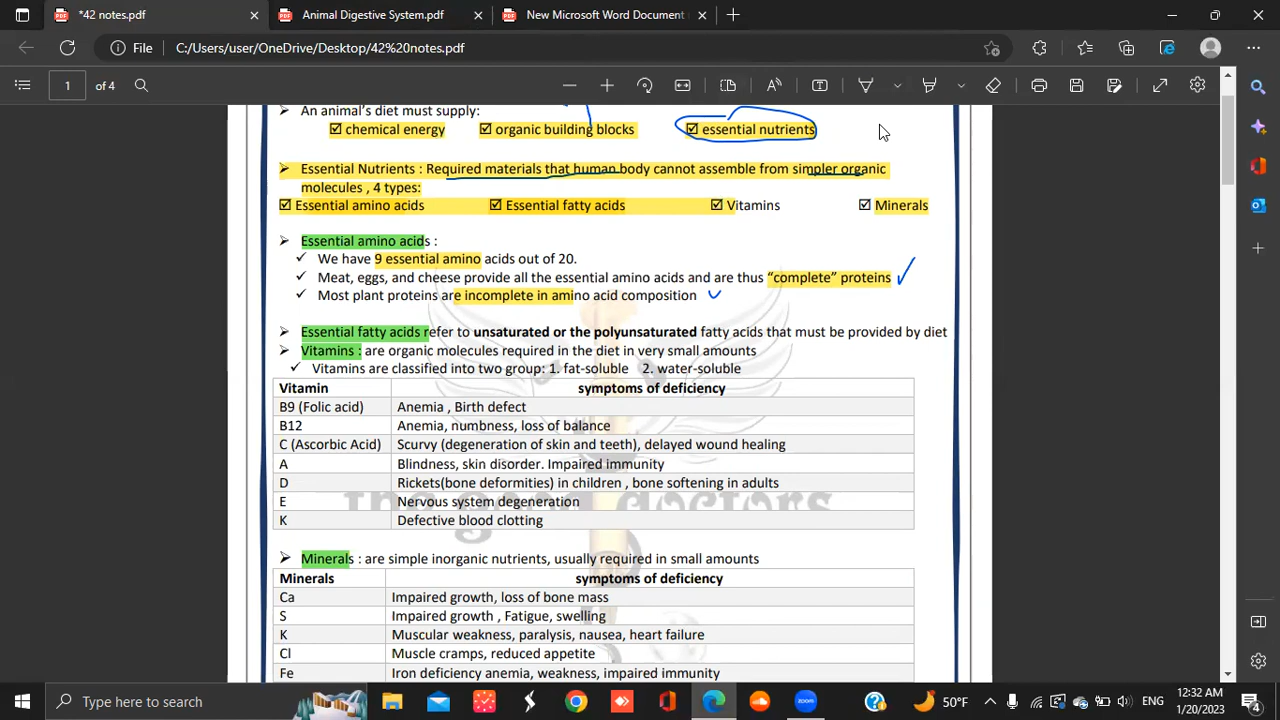 *42 notes.pdf
Animal Digestive System.pdf
New Microsoft Word Document
File
C:/Users/user/OneDrive/Desktop/42%20notes.pdf
1
of 4
An animal's diet must supply:
chemical energy
organic building blocks
essential nutrients
Essential Nutrients : Required materials that human body cannot assemble from simpler organic
molecules , 4 types:
Essential amino acids
Essential fatty acids
Vitamins
Minerals
Essential amino acids :
We have 9 essential amino acids out of 20.
Meat, eggs, and cheese provide all the essential amino acids and are thus "complete" proteins
Most plant proteins are incomplete in amino acid composition
Essential fatty acids refer to unsaturated or the polyunsaturated fatty acids that must be provided by diet
Vitamins : are organic molecules required in the diet in very small amounts
Vitamins are classified into two group: 1. fat-soluble 2. water-soluble
Vitamin symptoms of deficiency
B9 (Folic acid) Anemia , Birth defect
B12 Anemia, numbness, loss of balance
C (Ascorbic Acid) Scurvy (degeneration of skin and teeth), delayed wound healing
A Blindness, skin disorder. Impaired immunity
D Rickets(bone deformities) in children , bone softening in adults
E Nervous system degeneration
K Defective blood clotting
the good doctors
Minerals : are simple inorganic nutrients, usually required in small amounts
Minerals symptoms of deficiency
Ca Impaired growth, loss of bone mass
S Impaired growth , Fatigue, swelling
K Muscular weakness, paralysis, nausea, heart failure
Cl Muscle cramps, reduced appetite
Fe Iron deficiency anemia, weakness, impaired immunity
Type here to search
zoom
50°F
ENG
12:32 AM
1/20/2023
4